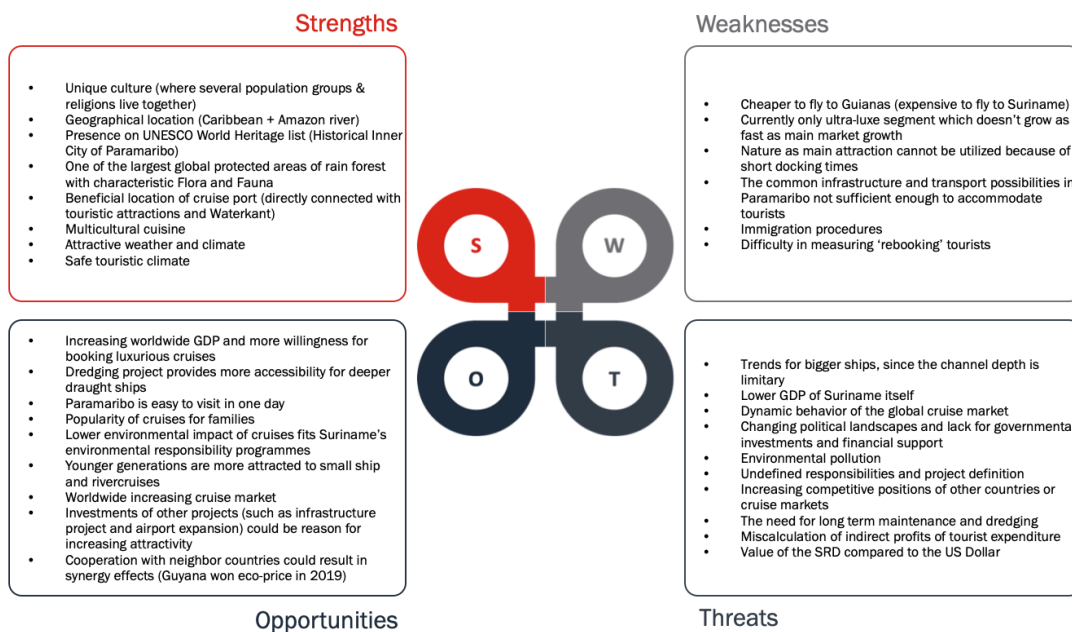 Strengths
• Unique culture (where several population groups &
religions live together)
• Geographical location (Caribbean + Amazon river)
• Presence on UNESCO World Heritage list (Historical Inner
City of Paramaribo)
• One of the largest global protected areas of rain forest
with characteristic Flora and Fauna
• Beneficial location of cruise port (directly connected with
touristic attractions and Waterkant)
• Multicultural cuisine
• Attractive weather and climate
• Safe touristic climate
Weaknesses
• Cheaper to fly to Guianas (expensive to fly to Suriname)
• Currently only ultra-luxe segment which doesn't grow as
fast as main market growth
• Nature as main attraction cannot be utilized because of
short docking times
• The common infrastructure and transport possibilities in
Paramaribo not sufficient enough to accommodate
tourists
• Immigration procedures
• Difficulty in measuring 'rebooking' tourists
S
W
O
T
• Increasing worldwide GDP and more willingness for
booking luxurious cruises
• Dredging project provides more accessibility for deeper
draught ships
• Paramaribo is easy to visit in one day
• Popularity of cruises for families
• Lower environmental impact of cruises fits Suriname's
environmental responsibility programmes
• Younger generations are more attracted to small ship
and rivercruises
• Worldwide increasing cruise market
• Investments of other projects (such as infrastructure
project and airport expansion) could be reason for
increasing attractivity
• Cooperation with neighbor countries could result in
synergy effects (Guyana won eco-price in 2019)
Opportunities
• Trends for bigger ships, since the channel depth is
limitary
• Lower GDP of Suriname itself
• Dynamic behavior of the global cruise market
• Changing political landscapes and lack for governmenta
investments and financial support
• Environmental pollution
• Undefined responsibilities and project definition
• Increasing competitive positions of other countries or
cruise markets
• The need for long term maintenance and dredging
• Miscalculation of indirect profits of tourist expenditure
• Value of the SRD compared to the US Dollar
Threats